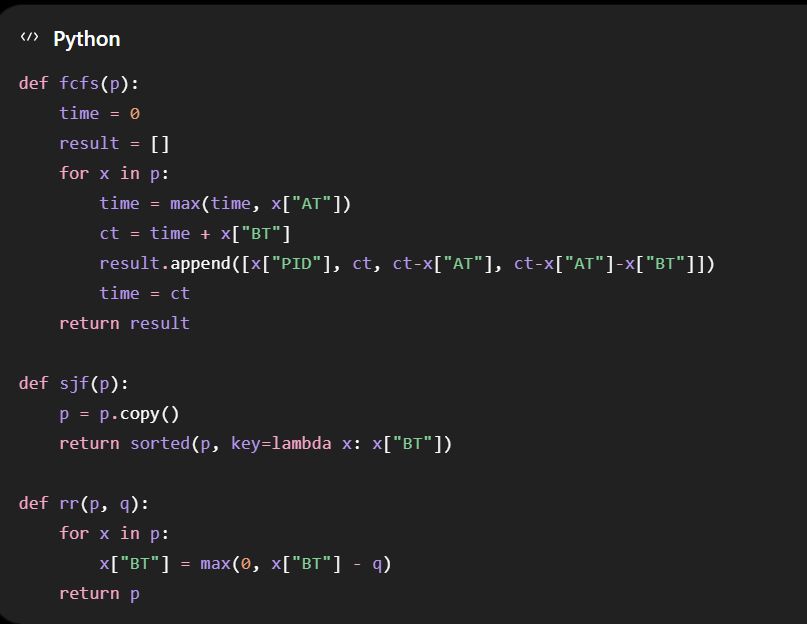 </> Python
def fcfs(p):
    time = 0
    result = []
    for x in p:
        time = max(time, x["AT"])
        ct = time + x["BT"]
        result.append([x["PID"], ct, ct-x["AT"], ct-x["AT"]-x["BT"]])
        time = ct
    return result

def sjf(p):
    p = p.copy()
    return sorted(p, key=lambda x: x["BT"])

def rr(p, q):
    for x in p:
        x["BT"] = max(0, x["BT"] - q)
    return p